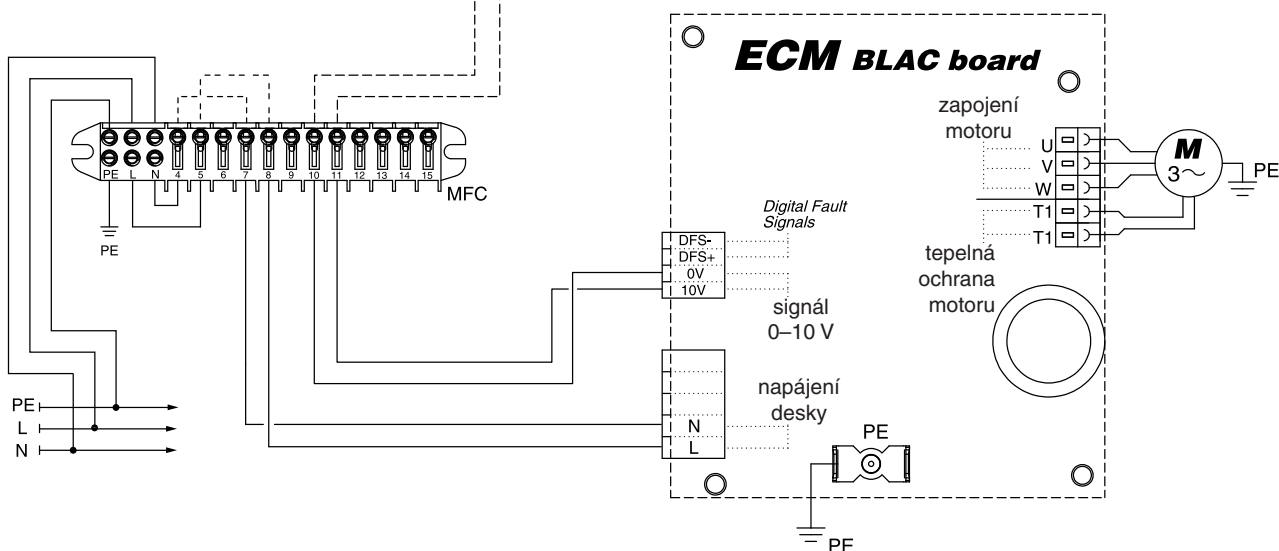 ECM BLAC board
zapojení
motoru
U
V
W
T1
T1
M
3~
PE
PE L N 4 5 6 7 8 9 10 11 12 13 14 15
MFC
PE
Digital Fault
Signals
DFS-
DFS+
0V
10V
signál
0–10 V
tepelná
ochrana
motoru
napájení
desky
N
L
PE
L
N
PE
PE